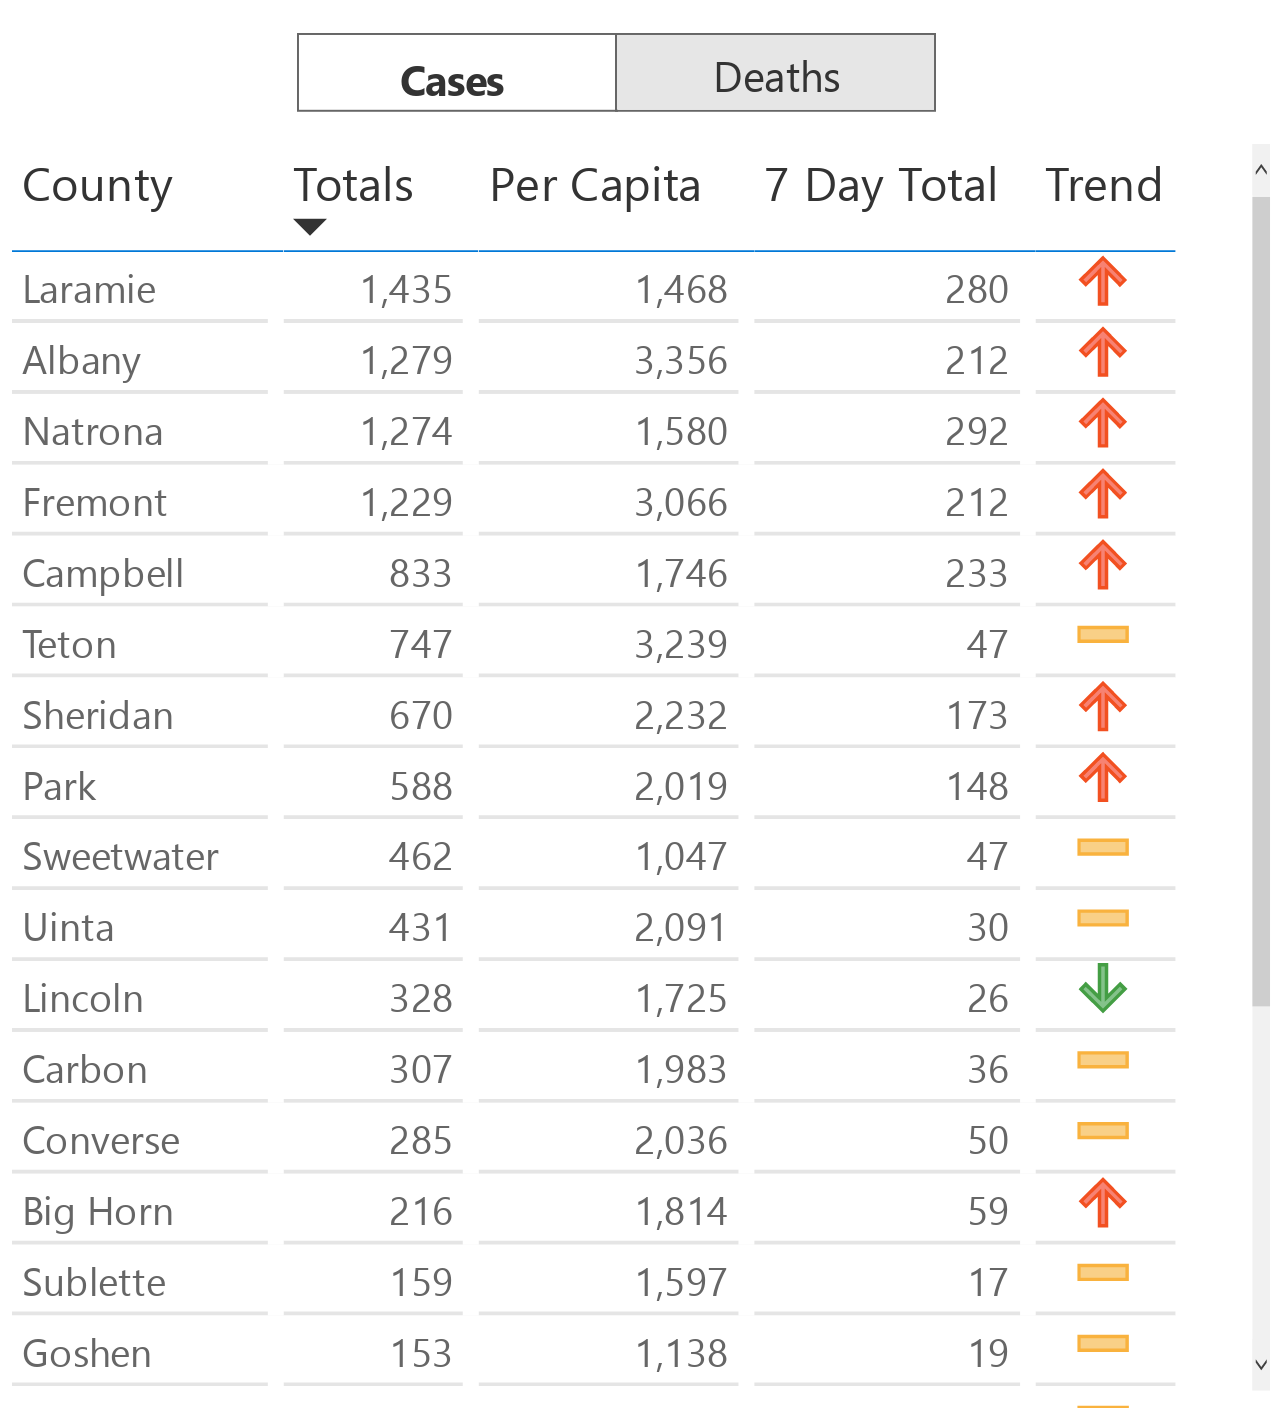 Cases Deaths
County Totals Per Capita 7 Day Total Trend
Laramie 1,435 1,468 280
Albany 1,279 3,356 212
Natrona 1,274 1,580 292
Fremont 1,229 3,066 212
Campbell 833 1,746 233
Teton 747 3,239 47
Sheridan 670 2,232 173
Park 588 2,019 148
Sweetwater 462 1,047 47
Uinta 431 2,091 30
Lincoln 328 1,725 26
Carbon 307 1,983 36
Converse 285 2,036 50
Big Horn 216 1,814 59
Sublette 159 1,597 17
Goshen 153 1,138 19